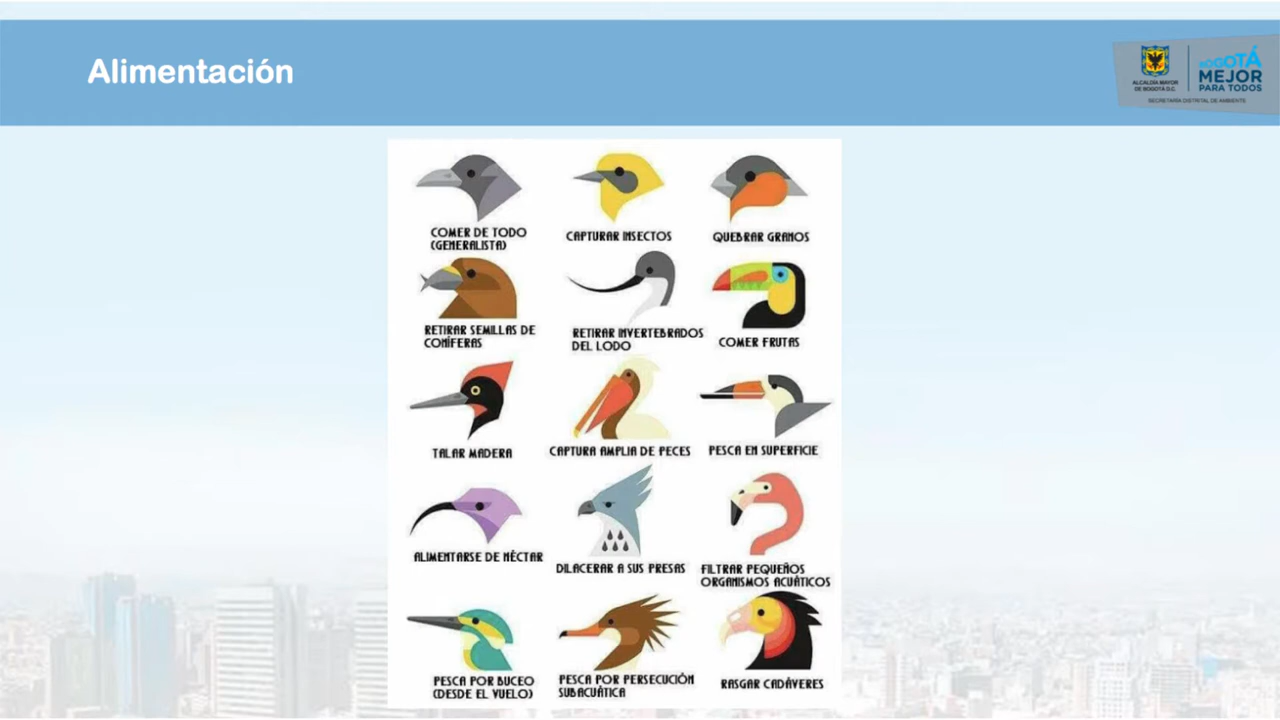 Alimentación
ALCALDÍA MAYOR
DE BOGOTÁ D.C.
BOGOTÁ
MEJOR
PARA TODOS
SECRETARÍA DISTRITAL DE AMBIENTE
COMER DE TODO
(GENERALISTA)
CAPTURAR INSECTOS
QUEBRAR GRANOS
RETIRAR SEMILLAS DE
CONÍFERAS
RETIRAR INVERTEBRADOS
DEL LODO
COMER FRUTAS
TALAR MADERA
CAPTURA AMPLIA DE PECES
PESCA EN SUPERFICIE
ALIMENTARSE DE NÉCTAR
DILACERAR A SUS PRESAS
FILTRAR PEQUEÑOS
ORGANISMOS ACUÁTICOS
PESCA POR BUCEO
(DESDE EL VUELO)
PESCA POR PERSECUCIÓN
SUBACUÁTICA
RASGAR CADÁVERES